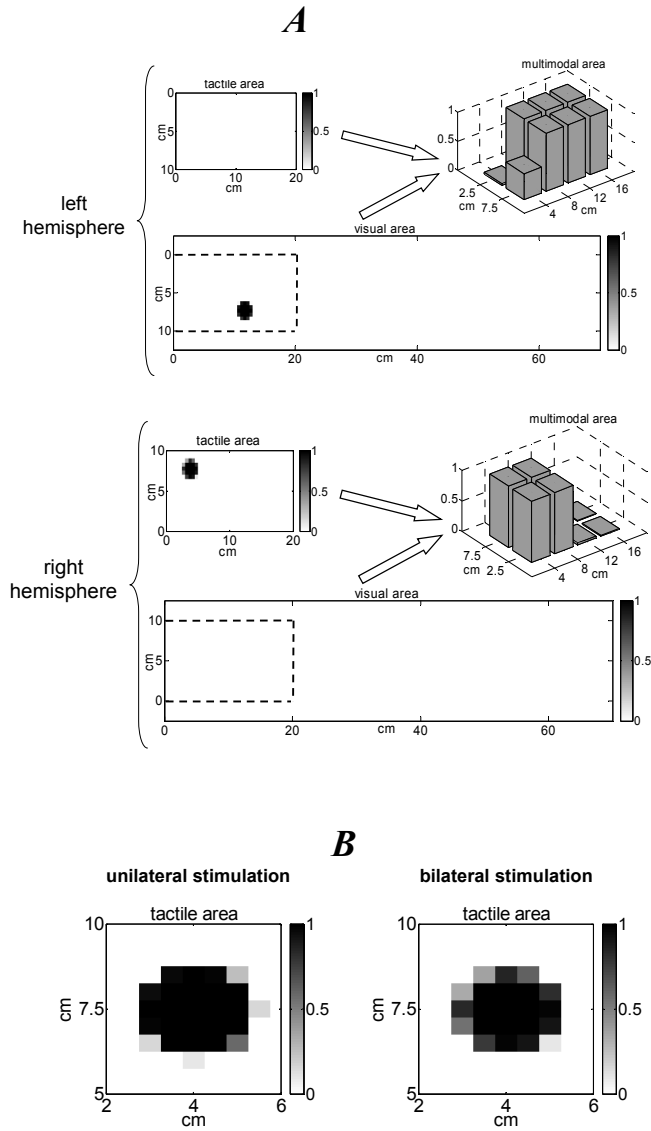 A
left
hemisphere
tactile area
0
5
10
cm
0
10
20
cm
1
0.5
0
multimodal area
1
0.5
0
2.5
7.5
cm
4
8
12
16
cm
visual area
0
5
10
cm
0
20
cm
40
60
1
0.5
0
right
hemisphere
tactile area
10
5
0
cm
0
10
20
cm
1
0.5
0
multimodal area
1
0.5
0
7.5
2.5
cm
4
8
12
16
cm
visual area
10
5
0
cm
0
20
cm
40
60
1
0.5
0
B
unilateral stimulation
tactile area
10
7.5
5
cm
2
4
6
cm
1
0.5
0
bilateral stimulation
tactile area
10
7.5
5
cm
2
4
6
cm
1
0.5
0